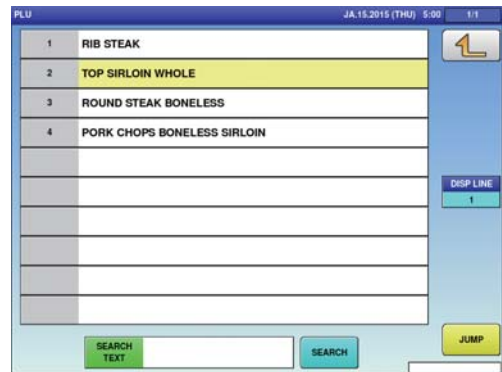 PLU JA.15.2015 (THU) 5:00 1/1
1 RIB STEAK
2 TOP SIRLOIN WHOLE
3 ROUND STEAK BONELESS
4 PORK CHOPS BONELESS SIRLOIN
DISP LINE
1
SEARCH
TEXT
SEARCH
JUMP